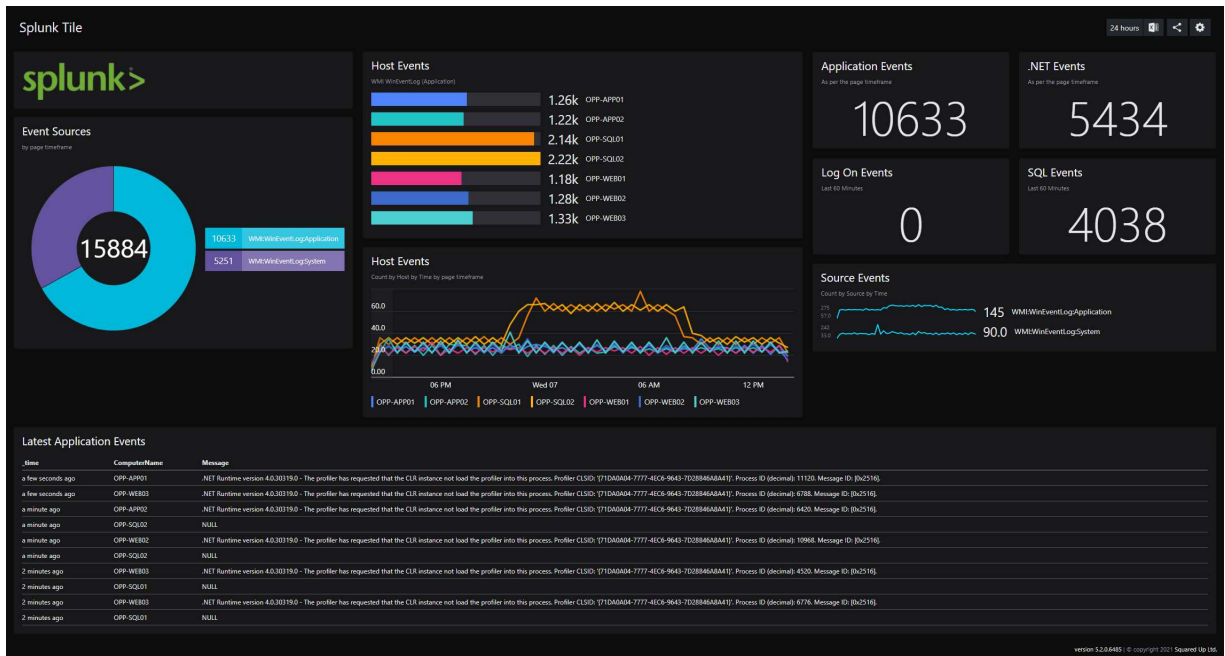 Splunk Tile
24 hours
splunk>
Event Sources
by page timeframe
15884
10633 WMI:WinEventLog:Application
5251 WMI:WinEventLog:System
Host Events
WMI WinEventLog (Application)
1.26k OPP-APP01
1.22k OPP-APP02
2.14k OPP-SQL01
2.22k OPP-SQL02
1.18k OPP-WEB01
1.28k OPP-WEB02
1.33k OPP-WEB03
Host Events
Count by Host by Time by page timeframe
60.0
40.0
20.0
0.00
06 PM Wed 07 06 AM 12 PM
OPP-APP01 OPP-APP02 OPP-SQL01 OPP-SQL02 OPP-WEB01 OPP-WEB02 OPP-WEB03
Application Events
As per the page timeframe
10633
.NET Events
As per the page timeframe
5434
Log On Events
Last 60 Minutes
0
SQL Events
Last 60 Minutes
4038
Source Events
Count by Source by Time
275
97.0
145 WMI:WinEventLog:Application
242
33.0
90.0 WMI:WinEventLog:System
Latest Application Events
_time ComputerName Message
a few seconds ago OPP-APP01 .NET Runtime version 4.0.30319.0 - The profiler has requested that the CLR instance not load the profiler into this process. Profiler CLSID: '{71DA0A04-7777-4EC6-9643-7D28B46A8A41}'. Process ID (decimal): 11120. Message ID: [0x2516].
a few seconds ago OPP-WEB03 .NET Runtime version 4.0.30319.0 - The profiler has requested that the CLR instance not load the profiler into this process. Profiler CLSID: '{71DA0A04-7777-4EC6-9643-7D28B46A8A41}'. Process ID (decimal): 6788. Message ID: [0x2516].
a minute ago OPP-APP02 .NET Runtime version 4.0.30319.0 - The profiler has requested that the CLR instance not load the profiler into this process. Profiler CLSID: '{71DA0A04-7777-4EC6-9643-7D28B46A8A41}'. Process ID (decimal): 6420. Message ID: [0x2516].
a minute ago OPP-SQL02 NULL
a minute ago OPP-WEB02 .NET Runtime version 4.0.30319.0 - The profiler has requested that the CLR instance not load the profiler into this process. Profiler CLSID: '{71DA0A04-7777-4EC6-9643-7D28B46A8A41}'. Process ID (decimal): 10968. Message ID: [0x2516].
a minute ago OPP-SQL02 NULL
2 minutes ago OPP-WEB03 .NET Runtime version 4.0.30319.0 - The profiler has requested that the CLR instance not load the profiler into this process. Profiler CLSID: '{71DA0A04-7777-4EC6-9643-7D28B46A8A41}'. Process ID (decimal): 4520. Message ID: [0x2516].
2 minutes ago OPP-SQL01 NULL
2 minutes ago OPP-WEB03 .NET Runtime version 4.0.30319.0 - The profiler has requested that the CLR instance not load the profiler into this process. Profiler CLSID: '{71DA0A04-7777-4EC6-9643-7D28B46A8A41}'. Process ID (decimal): 6776. Message ID: [0x2516].
2 minutes ago OPP-SQL01 NULL
version 5.2.0.6485 | © copyright 2021 Squared Up Ltd.